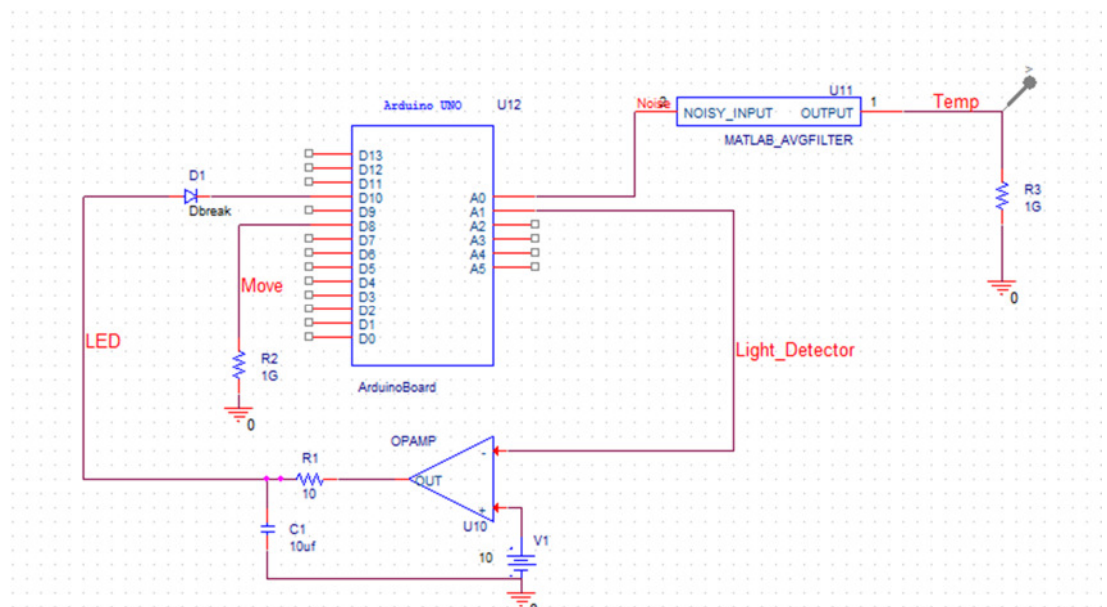 Arduino UNO
U12
D13
D12
D11
D10
D9
D8
D7
D6
D5
D4
D3
D2
D1
D0
A0
A1
A2
A3
A4
A5
ArduinoBoard
D1
Dbreak
Move
R2
1G
0
LED
Noise
2
U11
NOISY_INPUT OUTPUT
1
MATLAB_AVGFILTER
Temp
V
R3
1G
0
Light_Detector
OPAMP
-
OUT
+
U10
R1
10
C1
10uf
V1
10